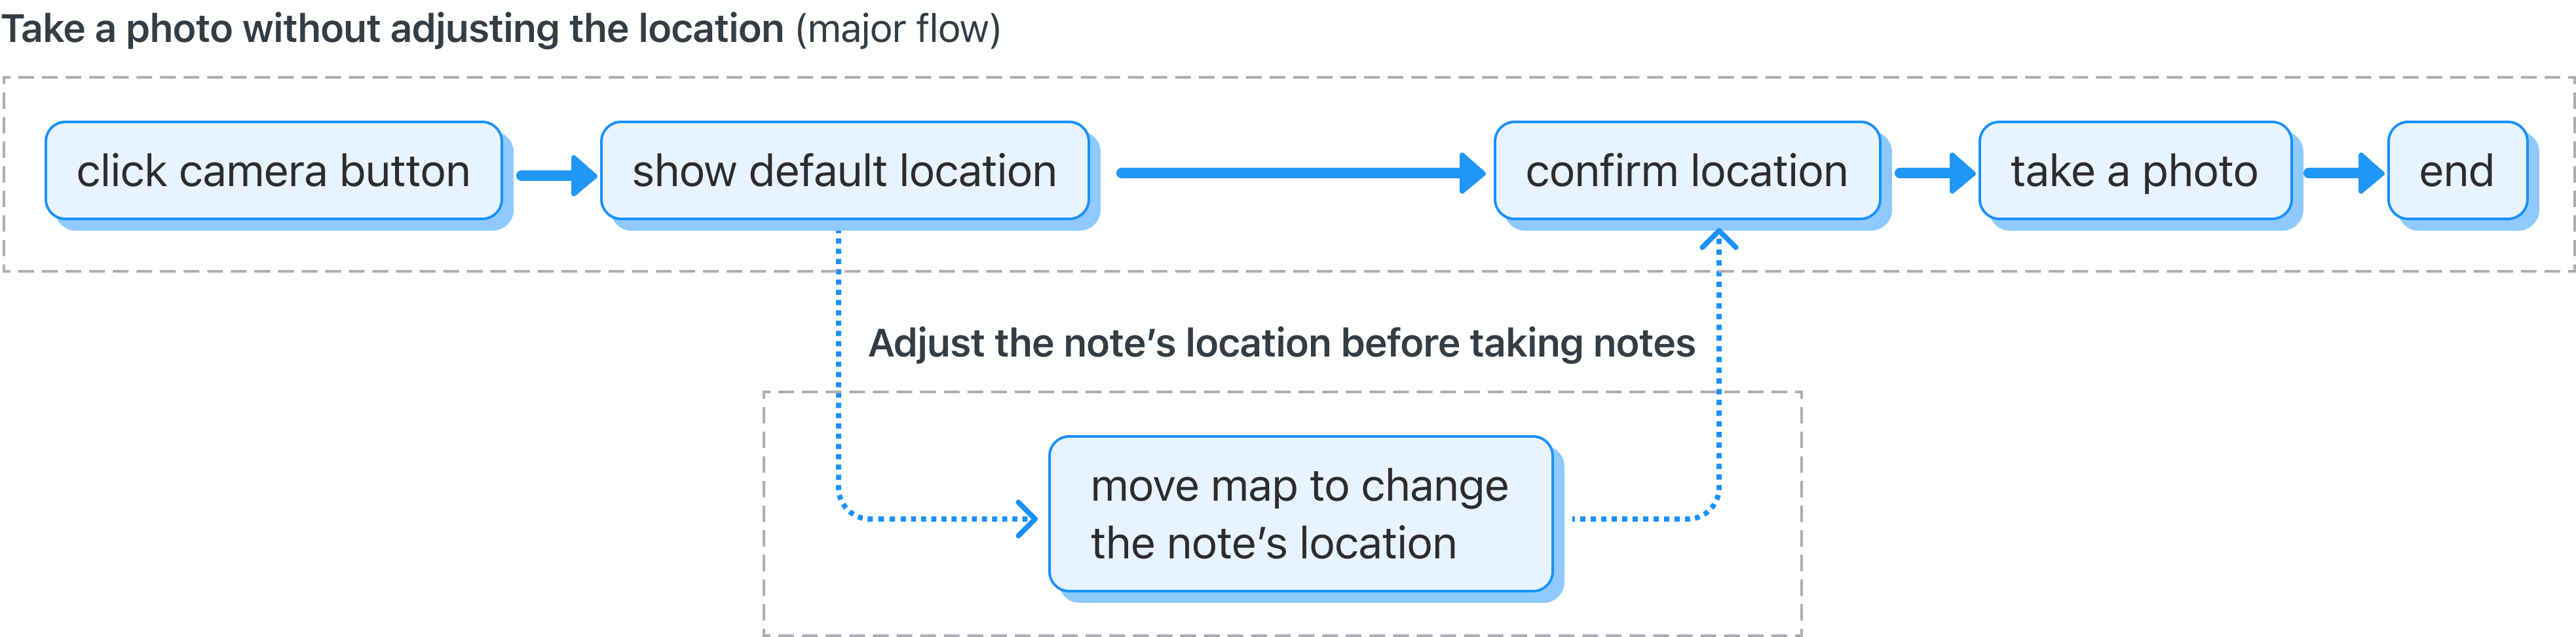 Take a photo without adjusting the location (major flow)
click camera button
show default location
confirm location
take a photo
end
Adjust the note’s location before taking notes
move map to change
the note’s location